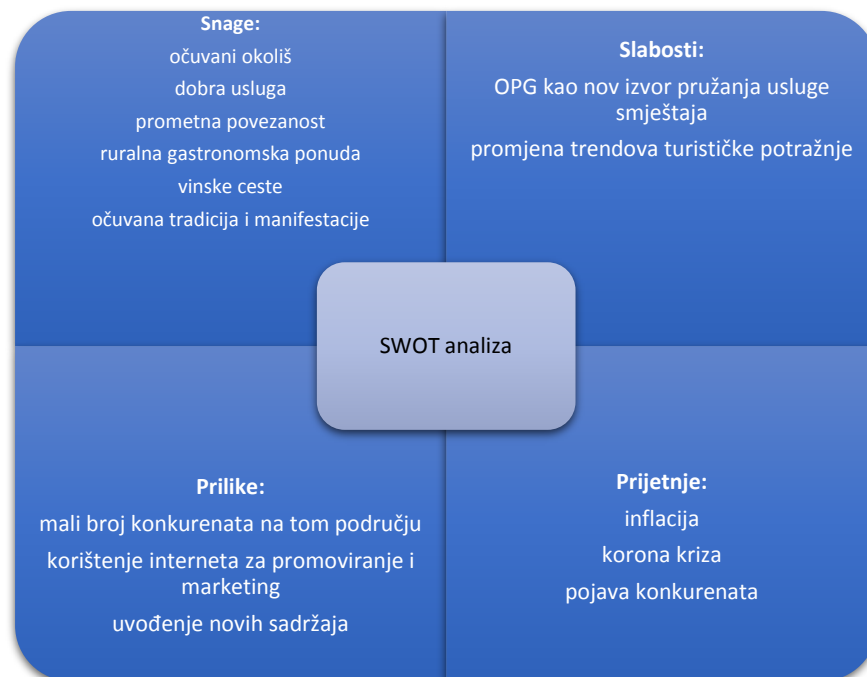 Snage:
očuvani okoliš
dobra usluga
prometna povezanost
ruralna gastronomska ponuda
vinske ceste
očuvana tradicija i manifestacije
Slabosti:
OPG kao nov izvor pružanja usluge
smještaja
promjena trendova turističke potražnje
SWOT analiza
Prilike:
mali broj konkurenata na tom području
korištenje interneta za promoviranje i
marketing
uvođenje novih sadržaja
Prijetnje:
inflacija
korona kriza
pojava konkurenata